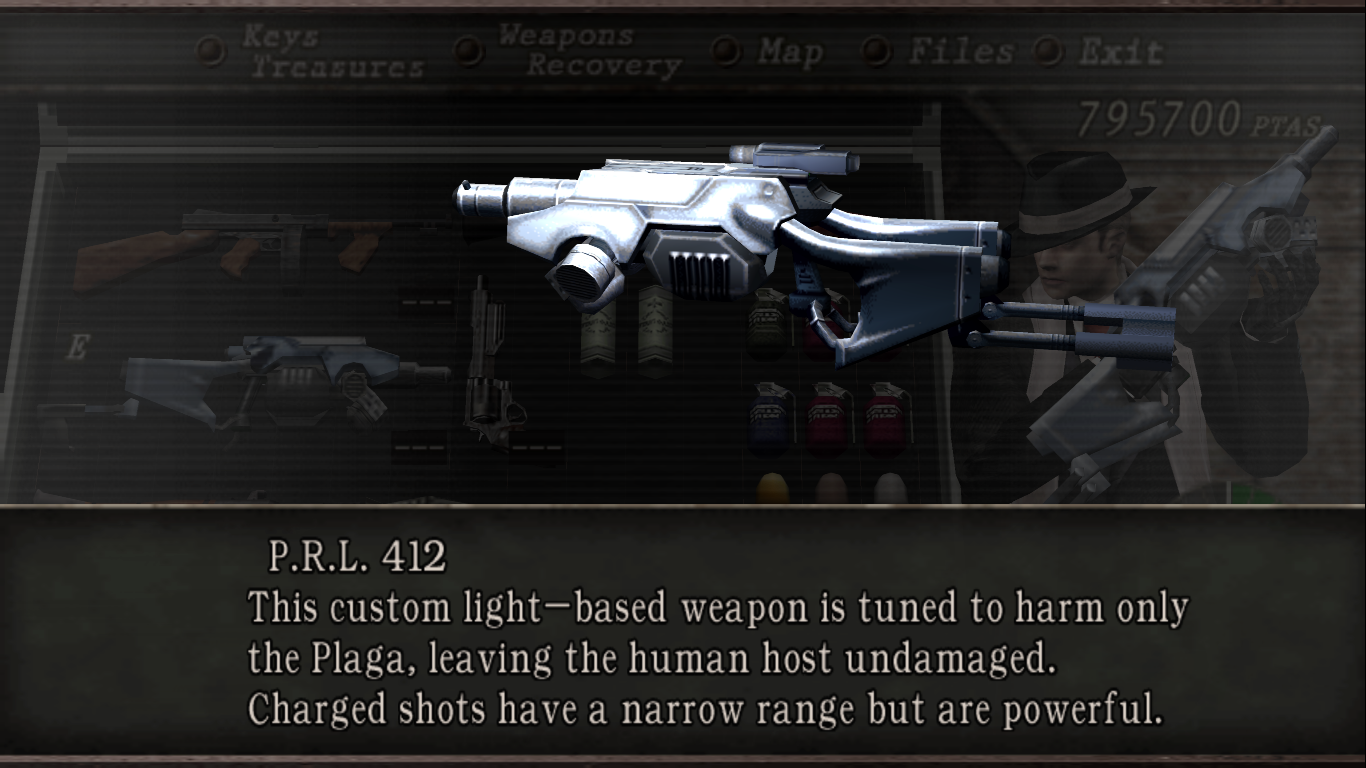 Keys
Treasures
Weapons
Recovery
Map
Files
Exit
795700 PTAS
E
---
---
---
P.R.L. 412
This custom light—based weapon is tuned to harm only
the Plaga, leaving the human host undamaged.
Charged shots have a narrow range but are powerful.